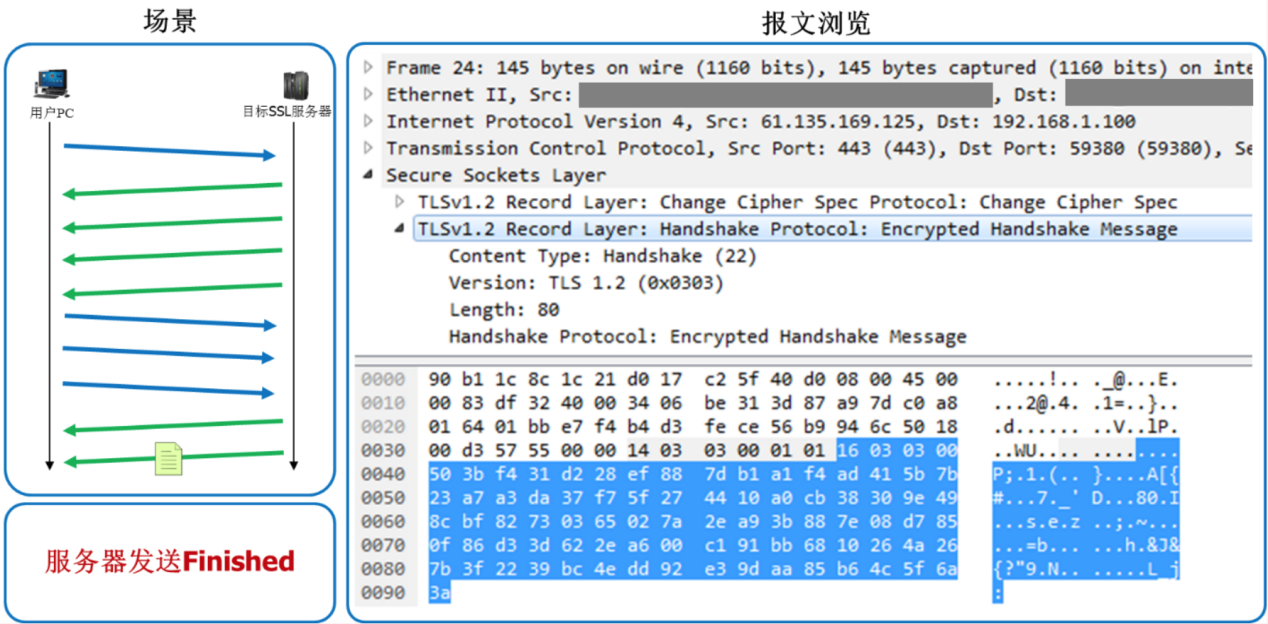 场景
报文浏览
用户PC
目标SSL服务器
服务器发送Finished
Frame 24: 145 bytes on wire (1160 bits), 145 bytes captured (1160 bits) on inte
Ethernet II, Src: , Dst:
Internet Protocol Version 4, Src: 61.135.169.125, Dst: 192.168.1.100
Transmission Control Protocol, Src Port: 443 (443), Dst Port: 59380 (59380), Se
Secure Sockets Layer
TLSv1.2 Record Layer: Change Cipher Spec Protocol: Change Cipher Spec
TLSv1.2 Record Layer: Handshake Protocol: Encrypted Handshake Message
Content Type: Handshake (22)
Version: TLS 1.2 (0x0303)
Length: 80
Handshake Protocol: Encrypted Handshake Message
0000 90 b1 1c 8c 1c 21 d0 17 c2 5f 40 d0 08 00 45 00 .....!.. ._@...E.
0010 00 83 df 32 40 00 34 06 be 31 3d 87 a9 7d c0 a8 ...2@.4. .1=..}..
0020 01 64 01 bb e7 f4 b4 d3 fe ce 56 b9 94 6c 50 18 .d...... ..V..lP.
0030 00 d3 57 55 00 00 14 03 03 00 01 01 16 03 03 00 ..WU.... ........
0040 50 3b f4 31 d2 28 ef 88 7d b1 a1 f4 ad 41 5b 7b P;.1.(.. }....A[{
0050 23 a7 a3 da 37 f7 5f 27 44 10 a0 cb 38 30 9e 49 #...7._' D...80.I
0060 8c bf 82 73 03 65 02 7a 2e a9 3b 88 7e 08 d7 85 ...s.e.z ..;.~...
0070 0f 86 d3 3d 62 2e a6 00 c1 91 bb 68 10 26 4a 26 ...=b... ...h.&J&
0080 7b 3f 22 39 bc 4e dd 92 e3 9d aa 85 b6 4c 5f 6a {?"9.N.. .....L_j
0090 3a :